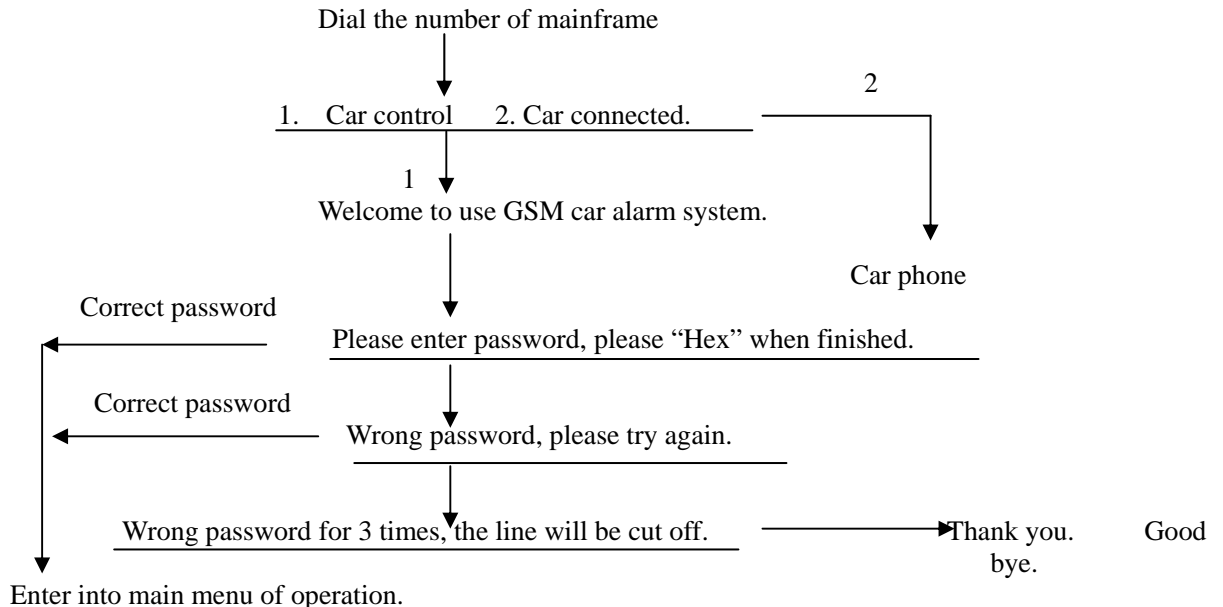 Dial the number of mainframe
2
1. Car control 2. Car connected.
1
Welcome to use GSM car alarm system.
Car phone
Correct password
Please enter password, please “Hex” when finished.
Correct password
Wrong password, please try again.
Wrong password for 3 times, the line will be cut off.
Thank you. Good
bye.
Enter into main menu of operation.